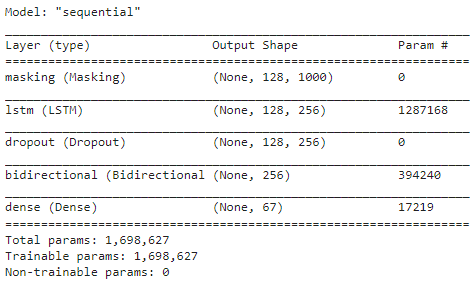 Model: "sequential"
_________________________________________________________________
Layer (type)                 Output Shape              Param #
=================================================================
masking (Masking)            (None, 128, 1000)         0
_________________________________________________________________
lstm (LSTM)                  (None, 128, 256)          1287168
_________________________________________________________________
dropout (Dropout)            (None, 128, 256)          0
_________________________________________________________________
bidirectional (Bidirectional (None, 256)               394240
_________________________________________________________________
dense (Dense)                (None, 67)                17219
=================================================================
Total params: 1,698,627
Trainable params: 1,698,627
Non-trainable params: 0